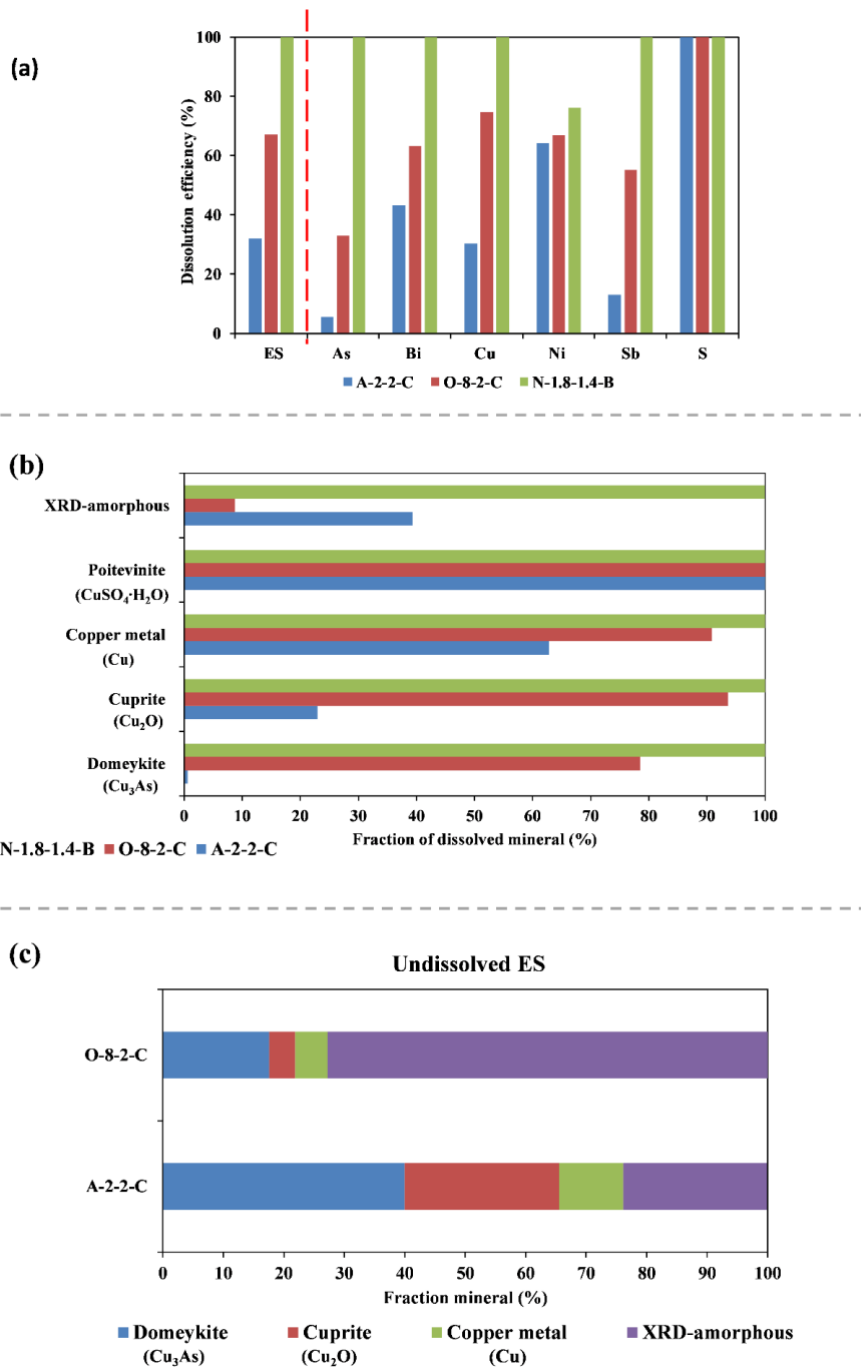 (a)
Dissolution efficiency (%)
100
80
60
40
20
0
ES As Bi Cu Ni Sb S
A-2-2-C O-8-2-C N-1.8-1.4-B
(b)
XRD-amorphous
Poitevinite
(CuSO₄·H₂O)
Copper metal
(Cu)
Cuprite
(Cu₂O)
Domeykite
(Cu₃As)
0 10 20 30 40 50 60 70 80 90 100
Fraction of dissolved mineral (%)
N-1.8-1.4-B O-8-2-C A-2-2-C
(c)
Undissolved ES
O-8-2-C
A-2-2-C
0 10 20 30 40 50 60 70 80 90 100
Fraction mineral (%)
Domeykite Cuprite Copper metal XRD-amorphous
(Cu₃As) (Cu₂O) (Cu)